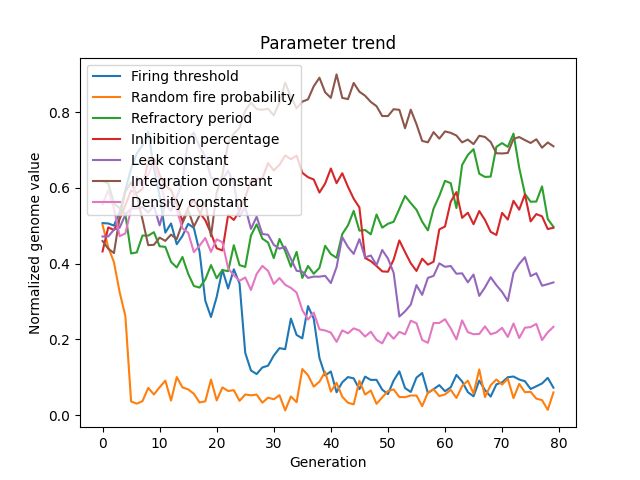 Parameter trend
Firing threshold
Random fire probability
Refractory period
Inhibition percentage
Leak constant
Integration constant
Density constant
Normalized genome value
0.8
0.6
0.4
0.2
0.0
0 10 20 30 40 50 60 70 80
Generation